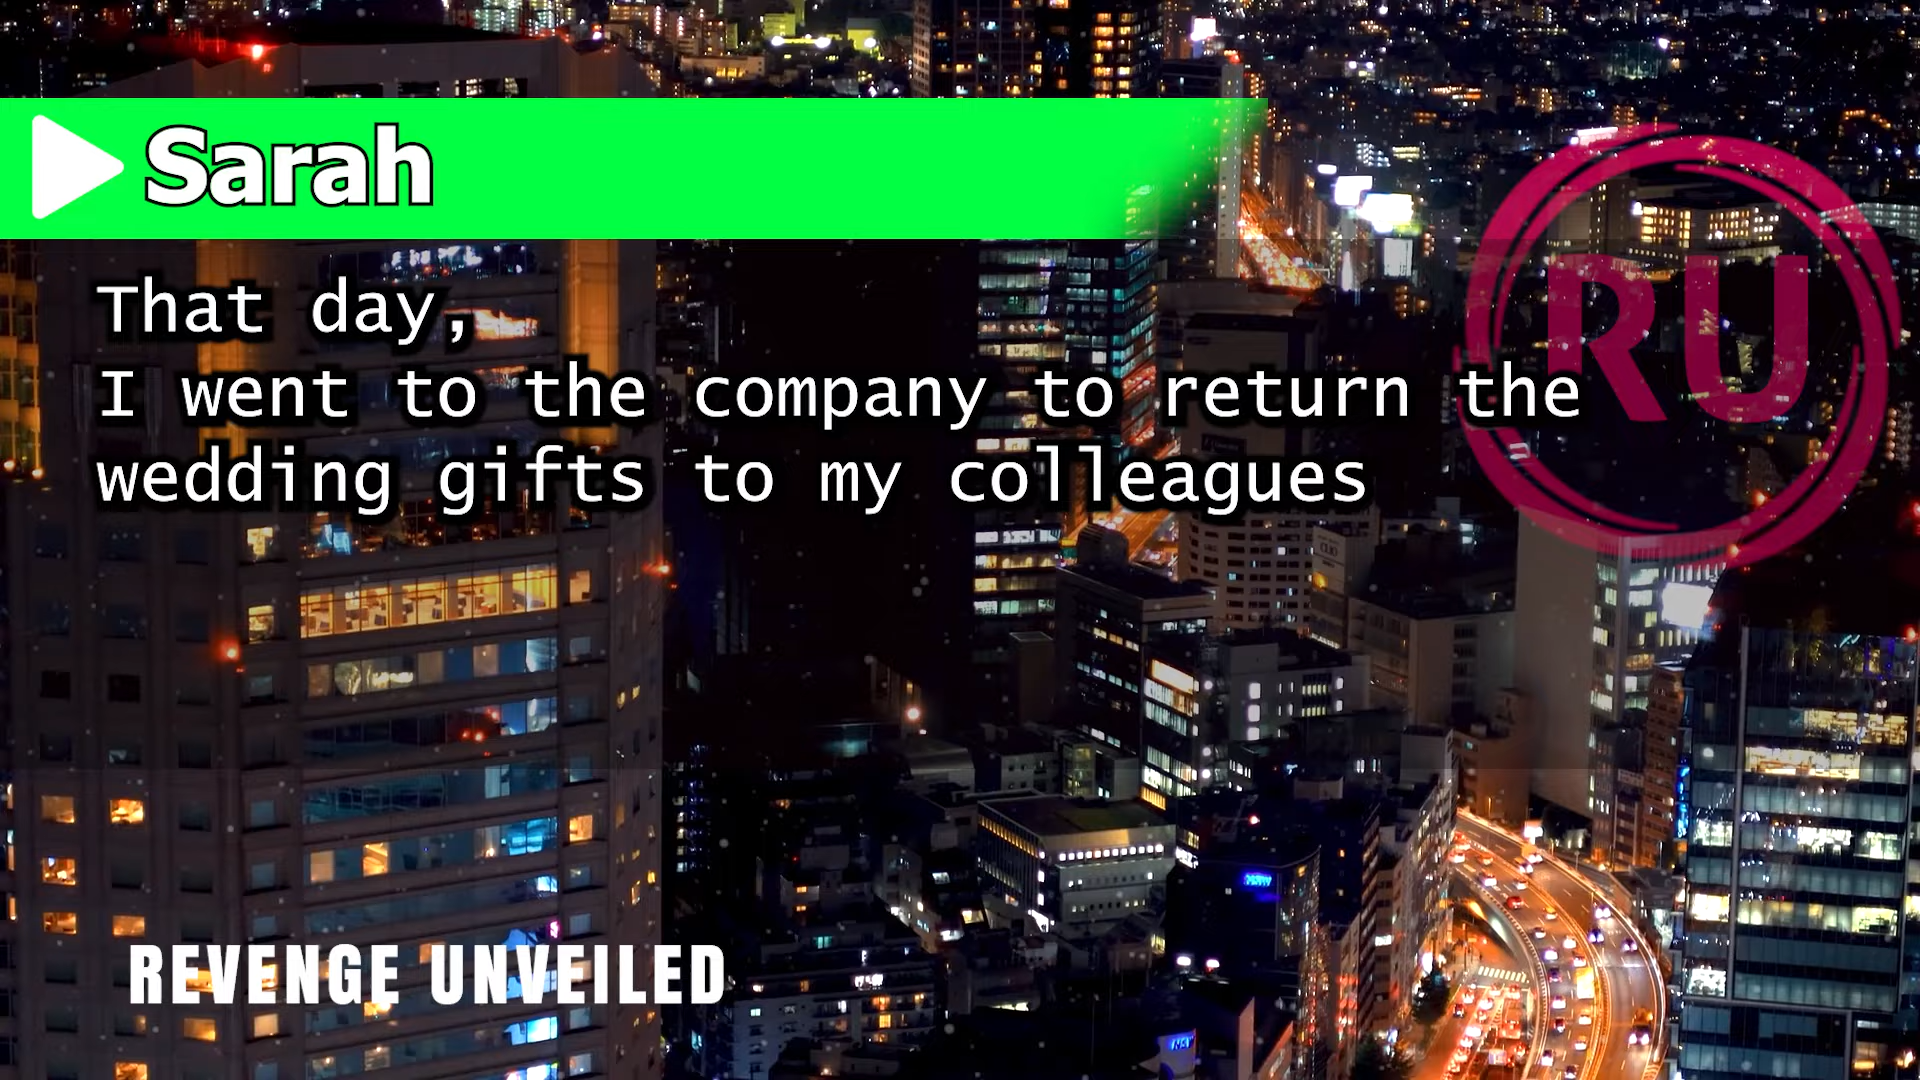 Sarah
That day,
I went to the company to return the
wedding gifts to my colleagues
RU
REVENGE UNVEILED